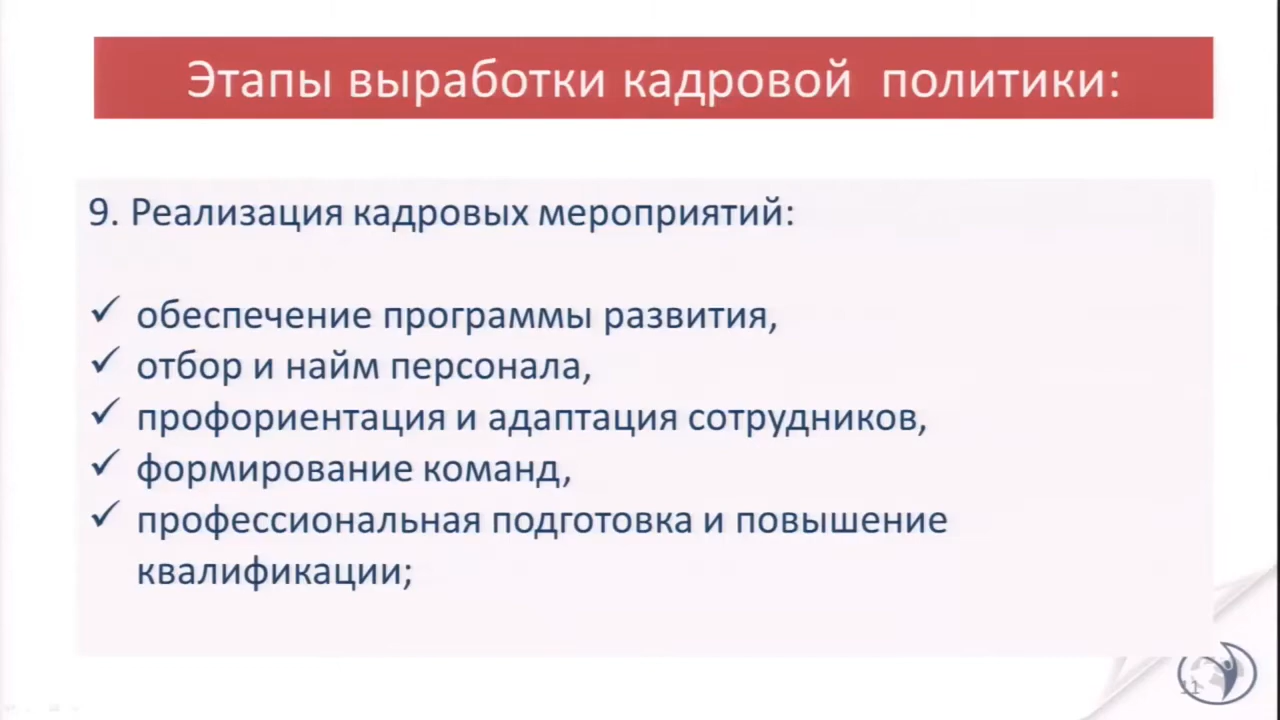 Этапы выработки кадровой политики:
9. Реализация кадровых мероприятий:
✓ обеспечение программы развития,
✓ отбор и найм персонала,
✓ профориентация и адаптация сотрудников,
✓ формирование команд,
✓ профессиональная подготовка и повышение
квалификации;
11